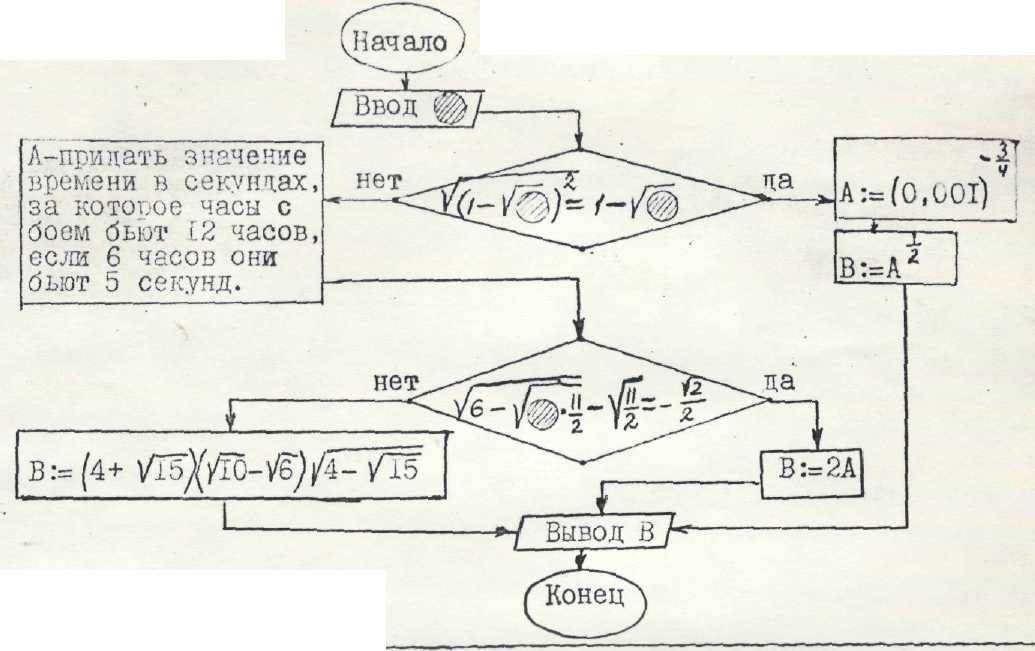 Начало
Ввод
А-придать значение
времени в секундах,
за которое часы с
боем бьют 12 часов,
если 6 часов они
бьют 5 секунд.
нет
√(1-√ )² = 1-√
да
А:=(0,001)^(-3/4)
В:=А^(1/2)
нет
√6-√ ·11/2 - √11/2 = -√2/2
да
В:=(4+ √15)(√10-√6)√4-√15
В:=2А
Вывод В
Конец